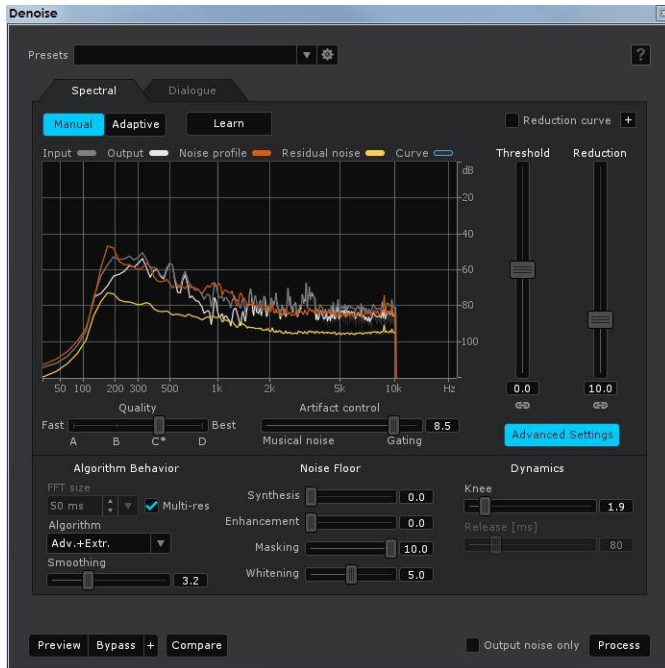 Denoise
Presets
?
Spectral Dialogue
Manual Adaptive Learn Reduction curve +
Input Output Noise profile Residual noise Curve Threshold Reduction
dB
-20
-40
-60
-80
-100
50 100 200 300 500 1k 2k 5k 10k Hz
0.0 10.0
Quality Artifact control
Fast Best 8.5
A B C* D Musical noise Gating
Advanced Settings
Algorithm Behavior Noise Floor Dynamics
FFT size
50 ms Multi-res
Synthesis 0.0
Knee
1.9
Algorithm
Enhancement 0.0
Release [ms]
Adv.+Extr.
Masking 10.0
80
Smoothing
3.2
Whitening 5.0
Preview Bypass + Compare Output noise only Process